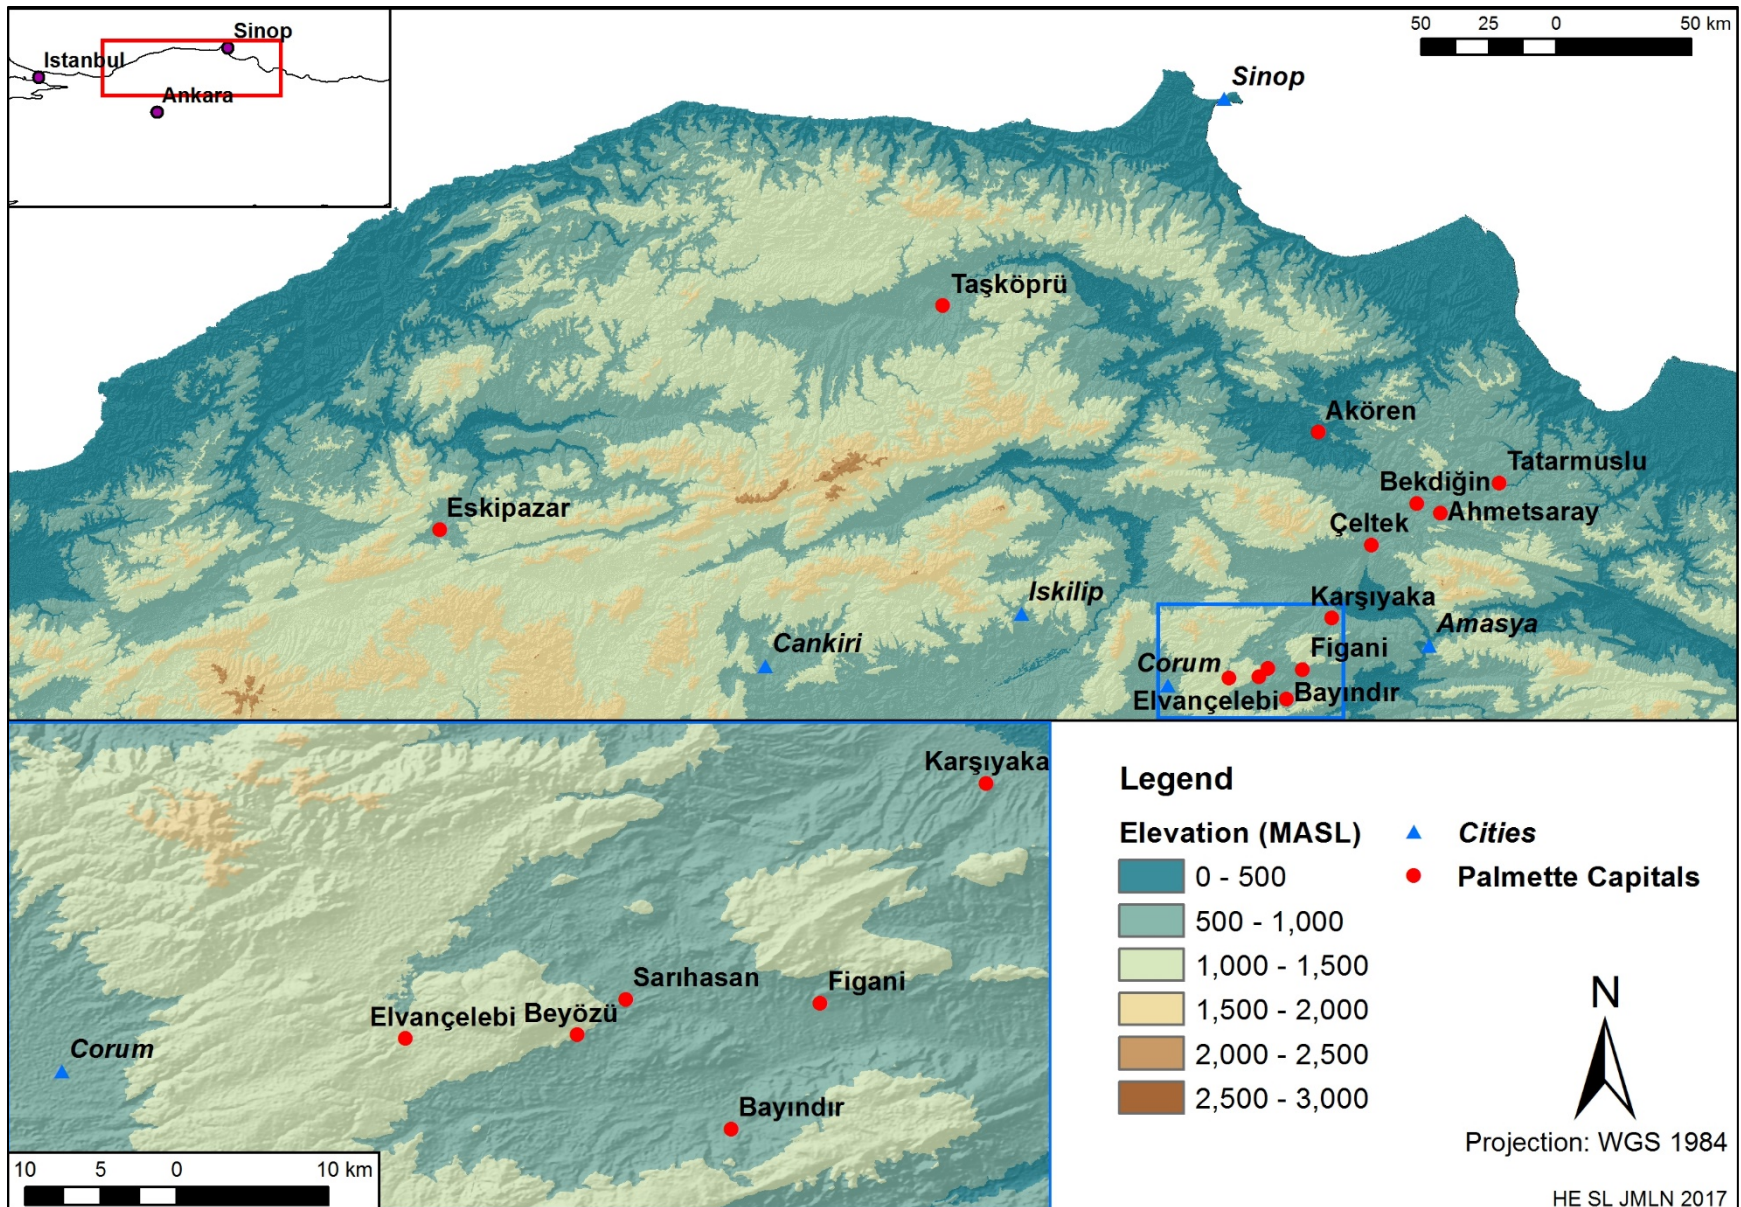 Sinop
Istanbul
Ankara
50 25 0 50 km
Sinop
Taşköprü
Akören
Tatarmuslu
Bekdiğin
Ahmetsaray
Eskipazar
Çeltek
Iskilip
Karşıyaka
Amasya
Cankiri
Figani
Corum
Elvançelebi
Bayındır
Karşıyaka
Sarıhasan
Figani
Elvançelebi
Beyözü
Corum
Bayındır
10 5 0 10 km
Legend
Elevation (MASL)
0 - 500
500 - 1,000
1,000 - 1,500
1,500 - 2,000
2,000 - 2,500
2,500 - 3,000
Cities
Palmette Capitals
N
Projection: WGS 1984
HE SL JMLN 2017